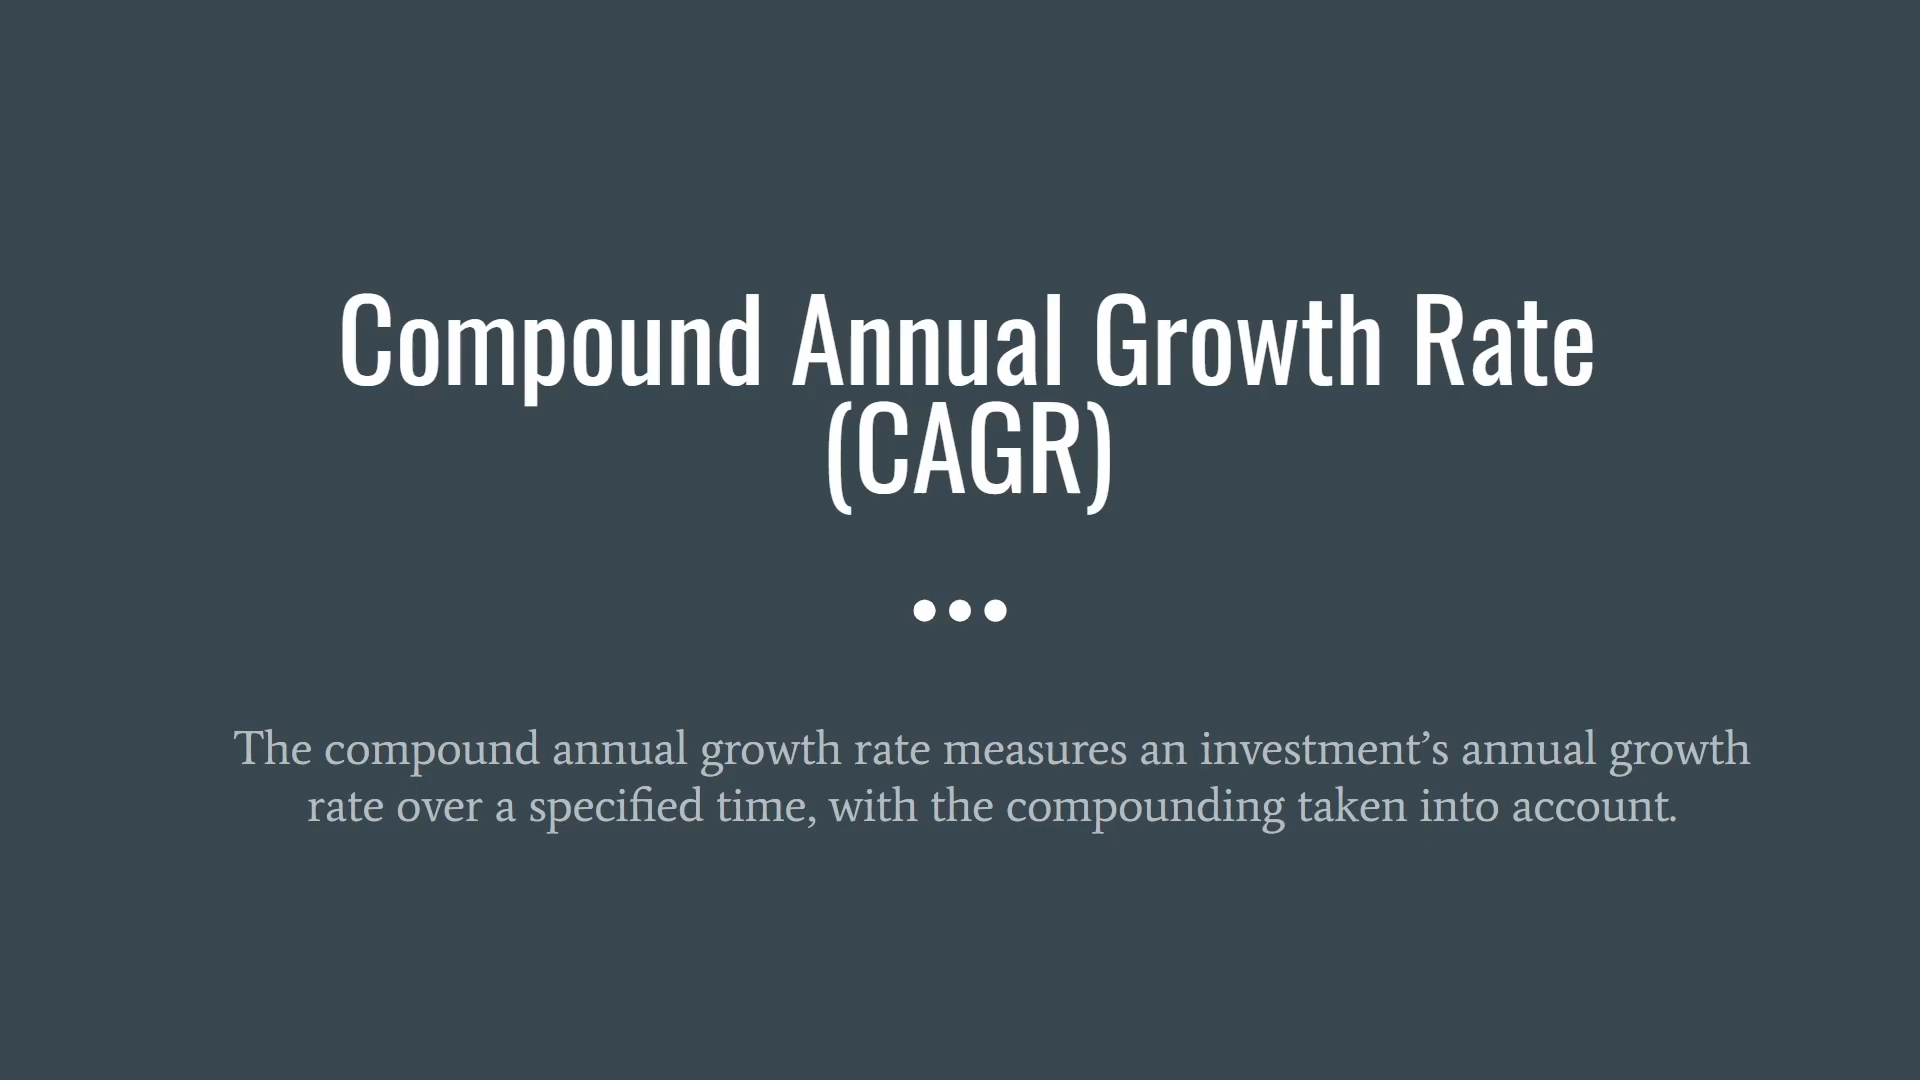 Compound Annual Growth Rate
(CAGR)
The compound annual growth rate measures an investment’s annual growth
rate over a specified time, with the compounding taken into account.